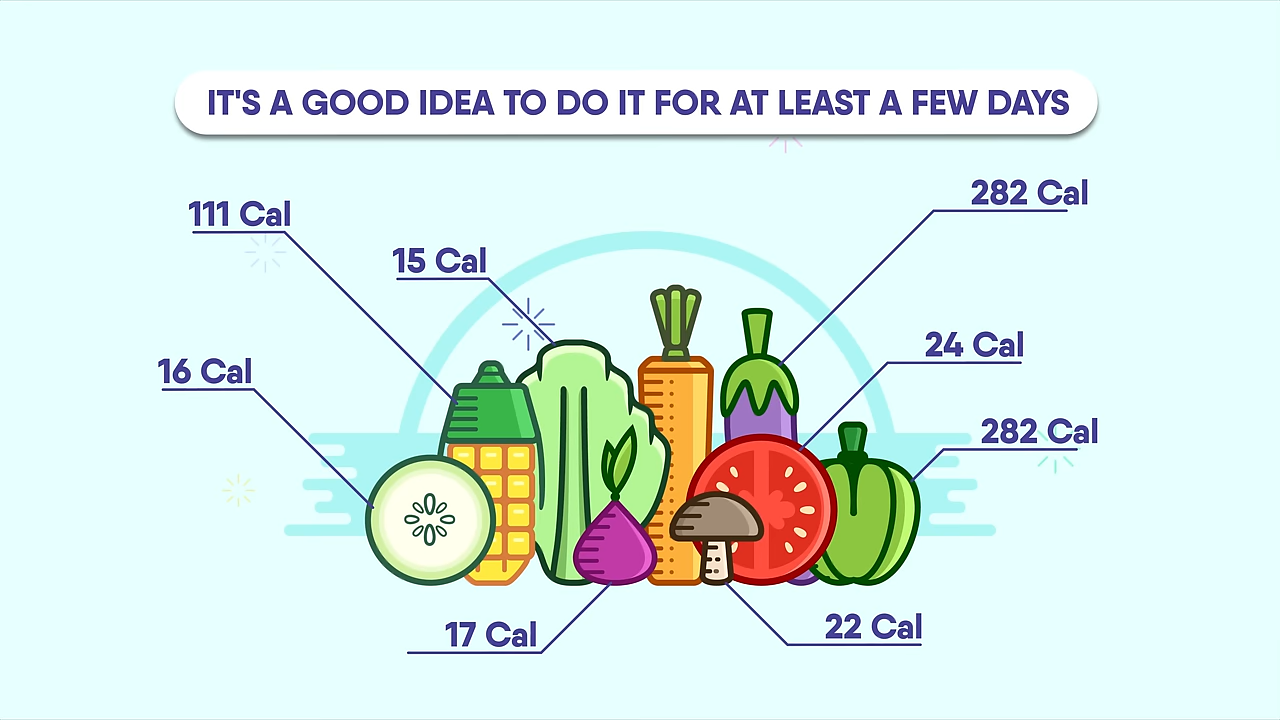 IT'S A GOOD IDEA TO DO IT FOR AT LEAST A FEW DAYS
282 Cal
111 Cal
15 Cal
24 Cal
16 Cal
282 Cal
22 Cal
17 Cal